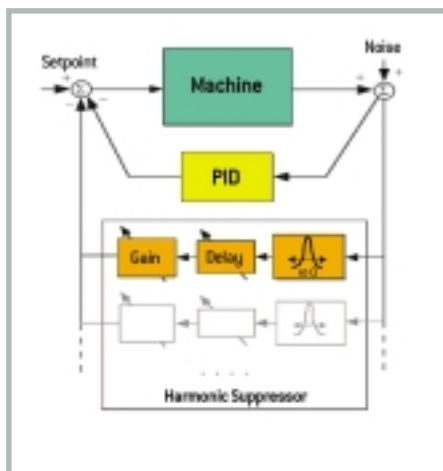 Noise
Setpoint
Machine
PID
Gain
Delay
Harmonic Suppressor